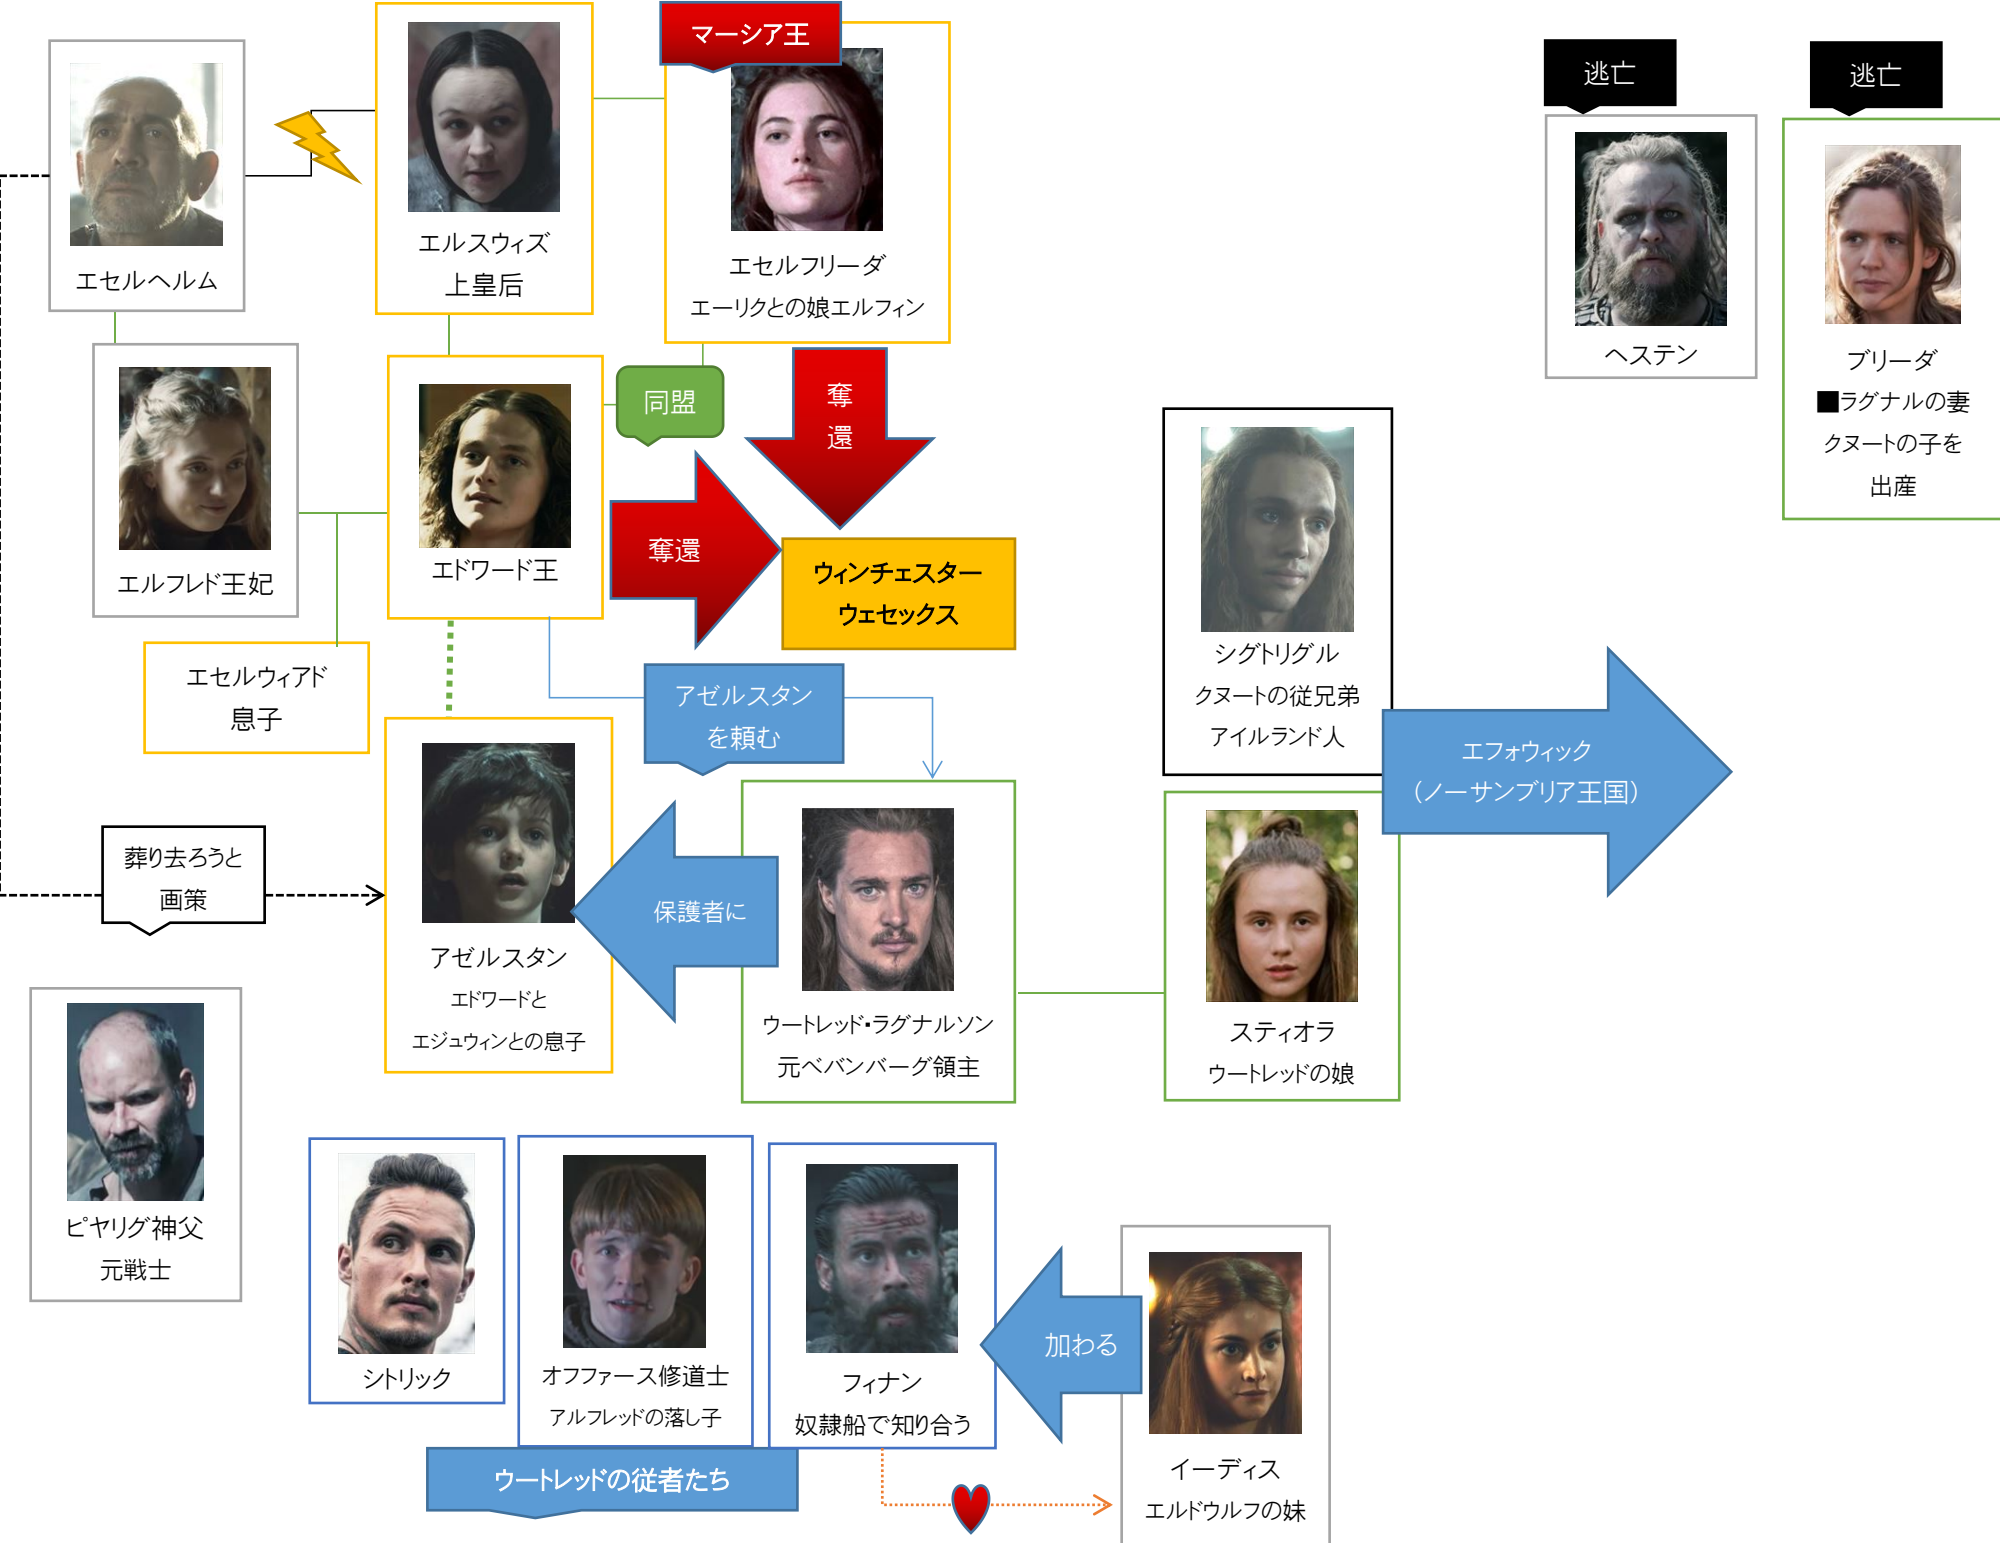 マーシア王
逃亡
逃亡
エセルヘルム
エルスウィズ
上皇后
エセルフリーダ
エーリクとの娘エルフィン
ヘステン
ブリーダ
■ラグナルの妻
クヌートの子を
出産
エルフレド王妃
エドワード王
同盟
奪
還
奪還
ウィンチェスター
ウェセックス
エセルウィアド
息子
アゼルスタン
を頼む
シグトリグル
クヌートの従兄弟
アイルランド人
エフォウィック
(ノーサンブリア王国)
葬り去ろうと
画策
アゼルスタン
エドワードと
エジュウィンとの息子
保護者に
ウートレッド・ラグナルソン
元ベバンバーグ領主
スティオラ
ウートレッドの娘
ピヤリグ神父
元戦士
シトリック
オフファース修道士
アルフレッドの落し子
フィナン
奴隷船で知り合う
加わる
イーディス
エルドウルフの妹
ウートレッドの従者たち